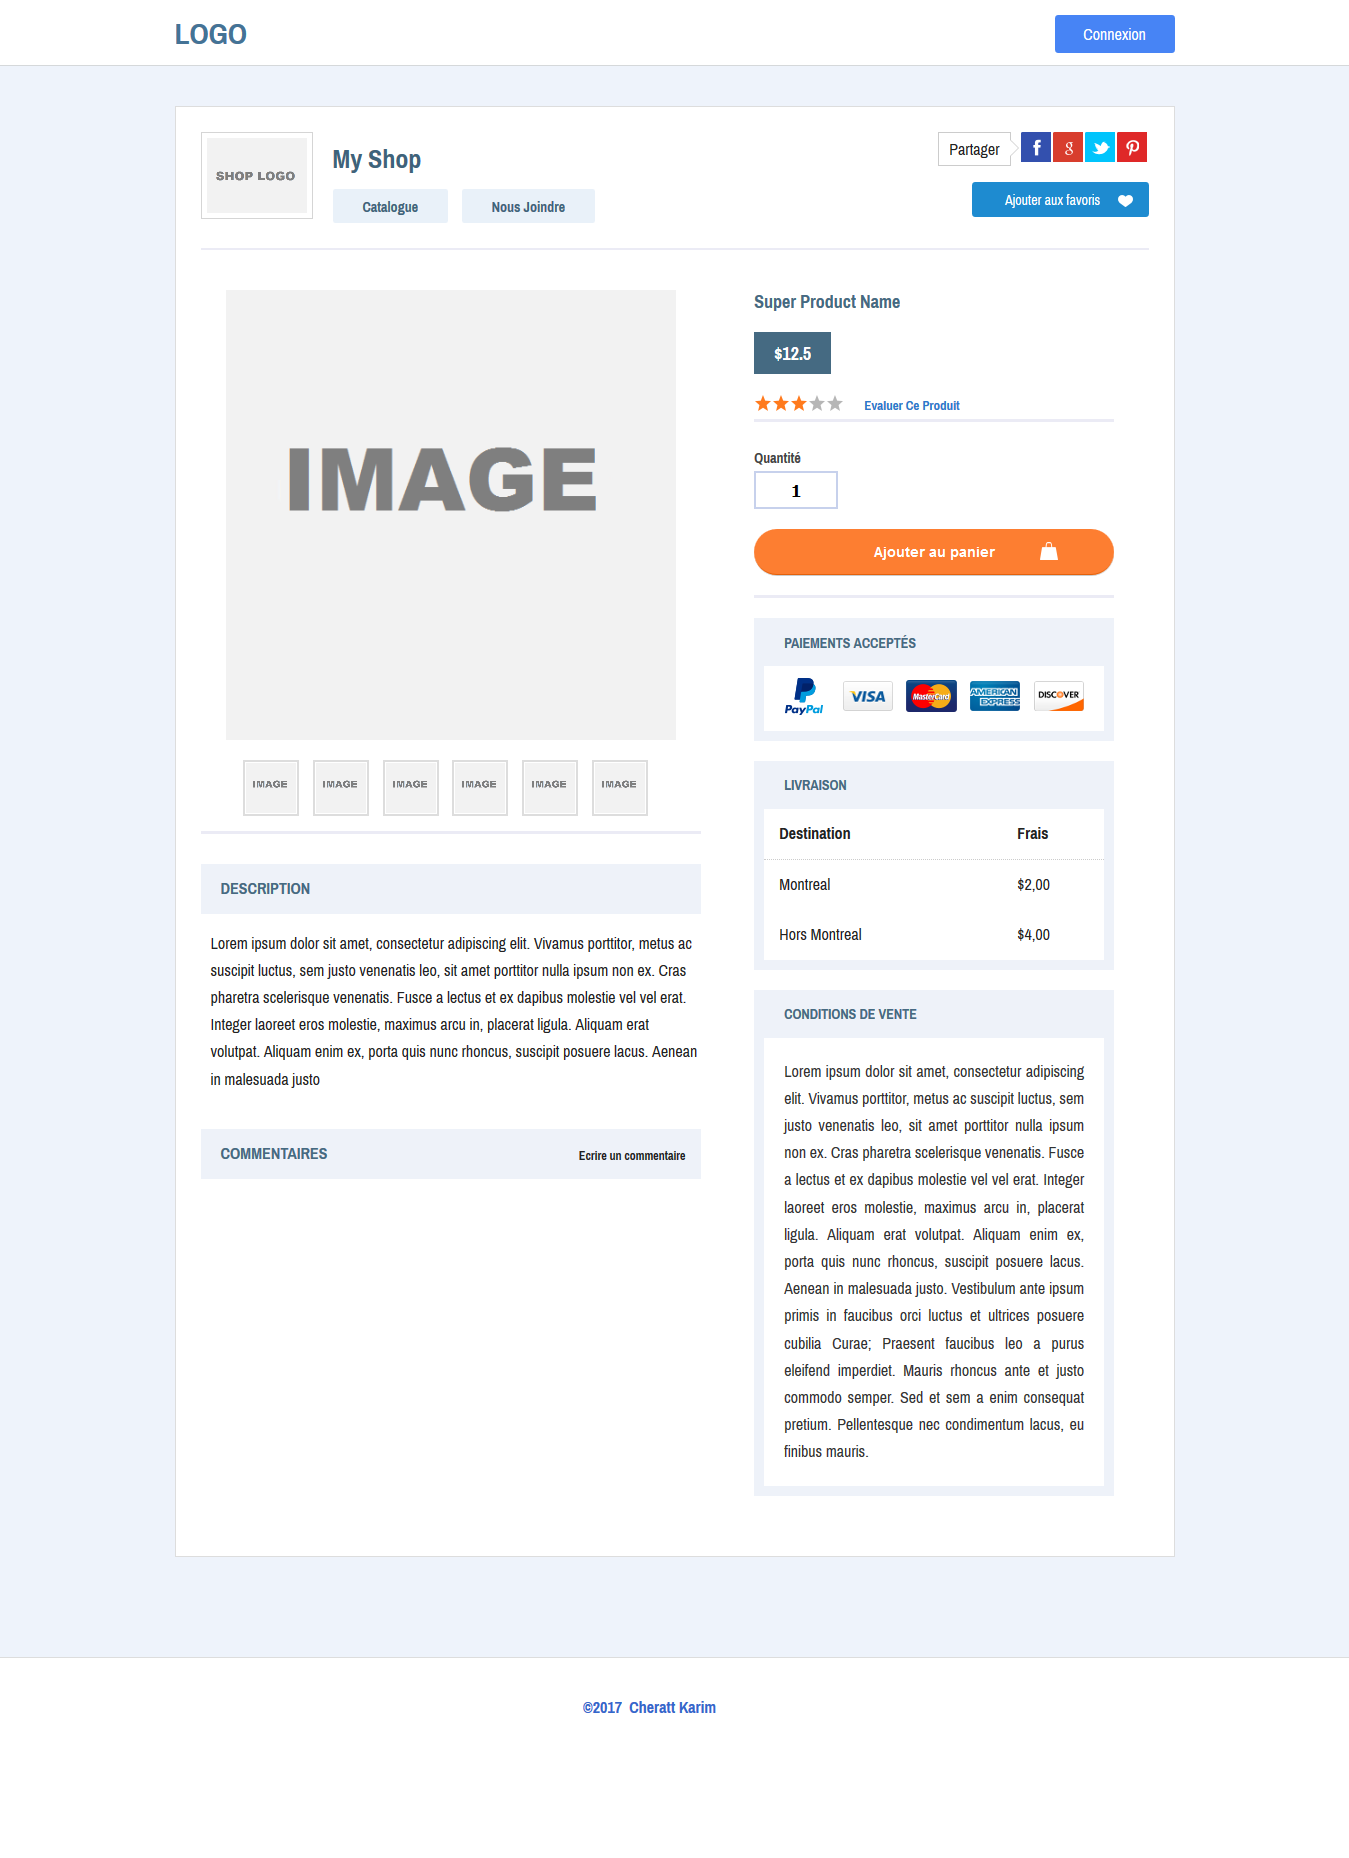 LOGO
Connexion
SHOP LOGO
My Shop
Catalogue
Nous Joindre
Partager
f
g
Ajouter aux favoris
IMAGE
IMAGE
IMAGE
IMAGE
IMAGE
IMAGE
IMAGE
DESCRIPTION
Lorem ipsum dolor sit amet, consectetur adipiscing elit. Vivamus porttitor, metus ac
suscipit luctus, sem justo venenatis leo, sit amet porttitor nulla ipsum non ex. Cras
pharetra scelerisque venenatis. Fusce a lectus et ex dapibus molestie vel vel erat.
Integer laoreet eros molestie, maximus arcu in, placerat ligula. Aliquam erat
volutpat. Aliquam enim ex, porta quis nunc rhoncus, suscipit posuere lacus. Aenean
in malesuada justo
COMMENTAIRES
Ecrire un commentaire
Super Product Name
$12.5
Evaluer Ce Produit
Quantité
1
Ajouter au panier
PAIEMENTS ACCEPTÉS
PayPal
VISA
MasterCard
AMERICAN
EXPRESS
DISCOVER
LIVRAISON
Destination Frais
Montreal $2,00
Hors Montreal $4,00
CONDITIONS DE VENTE
Lorem ipsum dolor sit amet, consectetur adipiscing
elit. Vivamus porttitor, metus ac suscipit luctus, sem
justo venenatis leo, sit amet porttitor nulla ipsum
non ex. Cras pharetra scelerisque venenatis. Fusce
a lectus et ex dapibus molestie vel vel erat. Integer
laoreet eros molestie, maximus arcu in, placerat
ligula. Aliquam erat volutpat. Aliquam enim ex,
porta quis nunc rhoncus, suscipit posuere lacus.
Aenean in malesuada justo. Vestibulum ante ipsum
primis in faucibus orci luctus et ultrices posuere
cubilia Curae; Praesent faucibus leo a purus
eleifend imperdiet. Mauris rhoncus ante et justo
commodo semper. Sed et sem a enim consequat
pretium. Pellentesque nec condimentum lacus, eu
finibus mauris.
©2017 Cheratt Karim